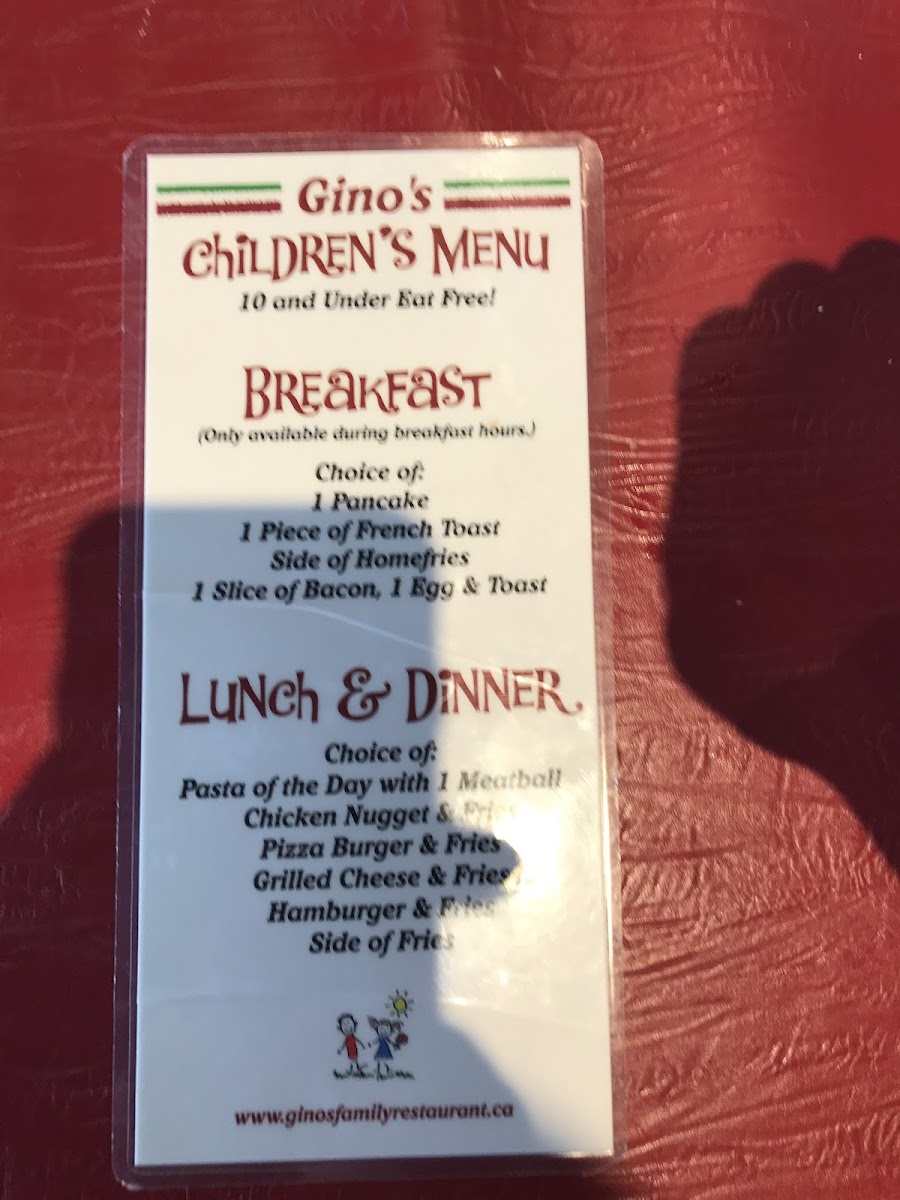 Gino's
CHILDREN'S MENU
10 and Under Eat Free!
BREAKFAST
(Only available during breakfast hours.)
Choice of:
1 Pancake
1 Piece of French Toast
Side of Homefries
1 Slice of Bacon, 1 Egg & Toast
LUNCH & DINNER
Choice of:
Pasta of the Day with 1 Meatball
Chicken Nugget & Fries
Pizza Burger & Fries
Grilled Cheese & Fries
Hamburger & Fries
Side of Fries
www.ginosfamilyrestaurant.ca